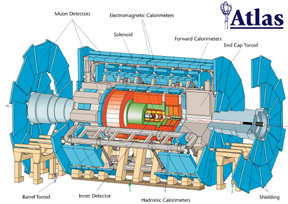 Muon Detectors
Electromagnetic Calorimeters
Solenoid
Forward Calorimeters
End Cap Toroid
Atlas
Barrel Toroid
Inner Detector
Hadronic Calorimeters
Shielding